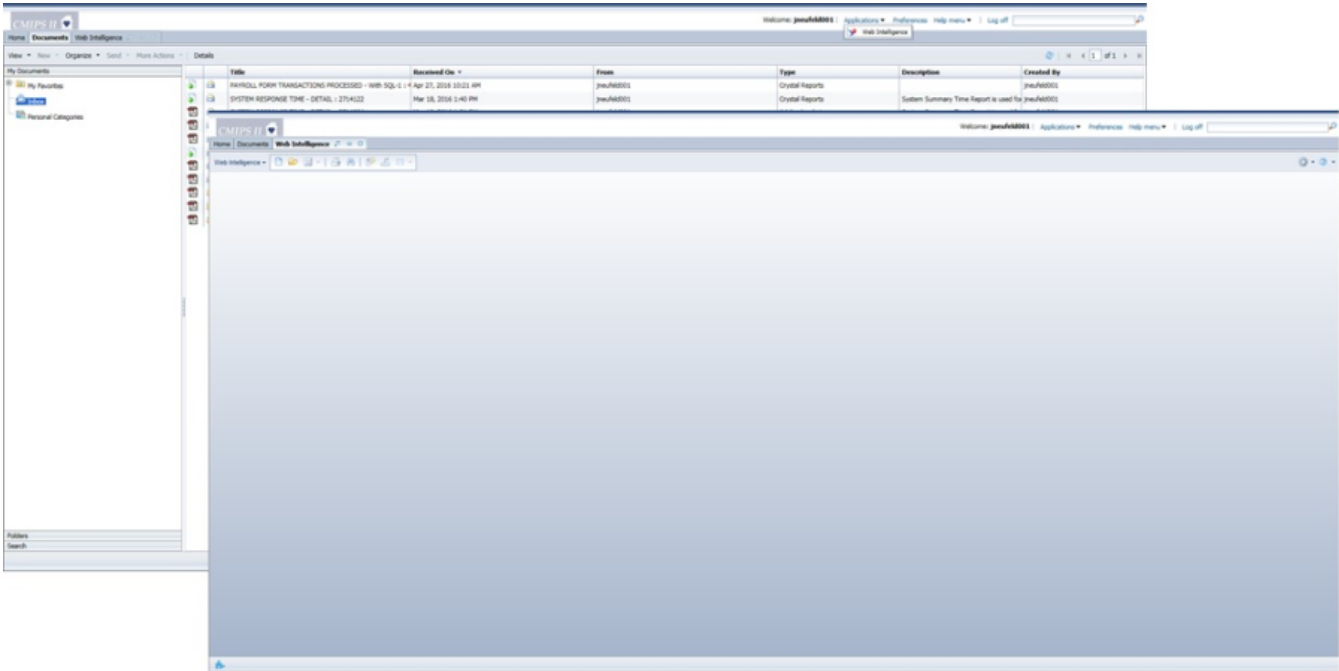 CMIPS II
Welcome: jneufeld001 | Applications Preferences Help menu | Log off
Web Intelligence
Home Documents Web Intelligence
View New Organize Send More Actions Details
1 of 1
My Documents
Title Received On From Type Description Created By
My Favorites
PAYROLL FORM TRANSACTIONS PROCESSED - With SQL-1 : Apr 27, 2016 10:21 AM jneufeld001 Crystal Reports jneufeld001
Inbox
SYSTEM RESPONSE TIME - DETAIL : 2714122 Mar 18, 2016 1:40 PM jneufeld001 Crystal Reports System Summary Time Report is used for jneufeld001
Personal Categories
CMIPS II
Welcome: jneufeld001 | Applications Preferences Help menu | Log off
Home Documents Web Intelligence
Web Intelligence
Folders
Search